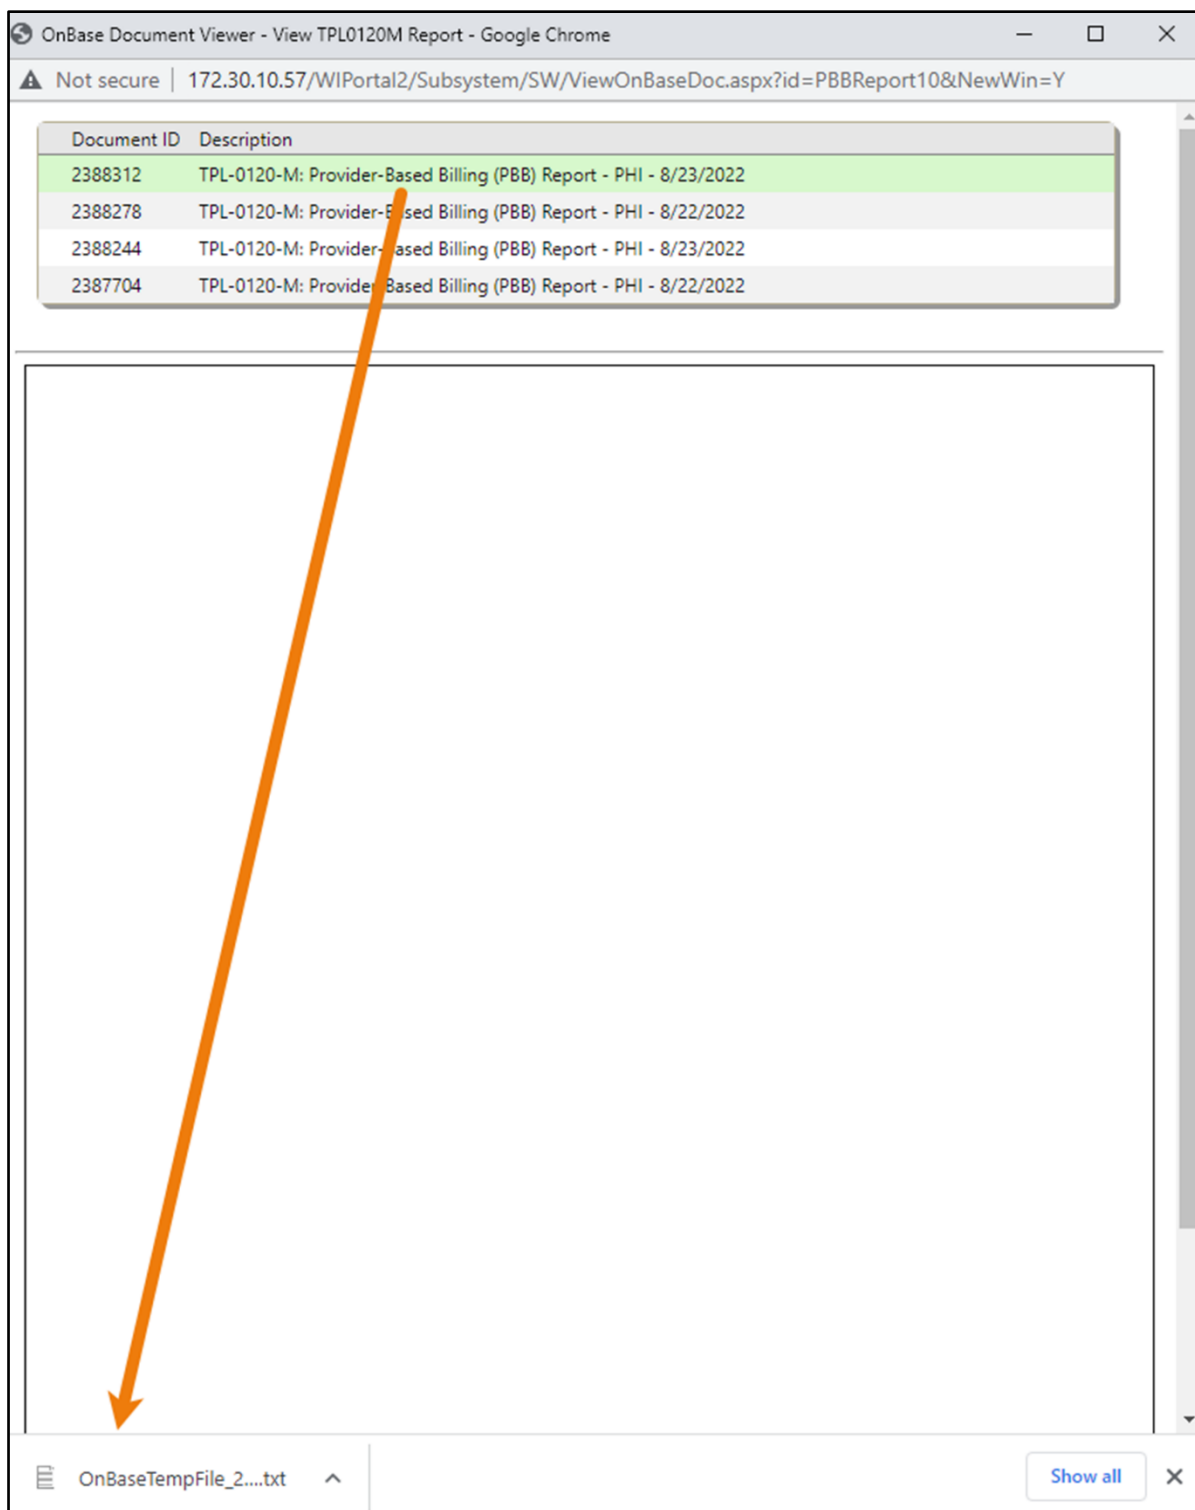 OnBase Document Viewer - View TPL0120M Report - Google Chrome
Not secure | 172.30.10.57/WIPortal2/Subsystem/SW/ViewOnBaseDoc.aspx?id=PBBReport10&NewWin=Y
Document ID Description
2388312 TPL-0120-M: Provider-Based Billing (PBB) Report - PHI - 8/23/2022
2388278 TPL-0120-M: Provider-Based Billing (PBB) Report - PHI - 8/22/2022
2388244 TPL-0120-M: Provider-Based Billing (PBB) Report - PHI - 8/23/2022
2387704 TPL-0120-M: Provider-Based Billing (PBB) Report - PHI - 8/22/2022
OnBaseTempFile_2....txt Show all